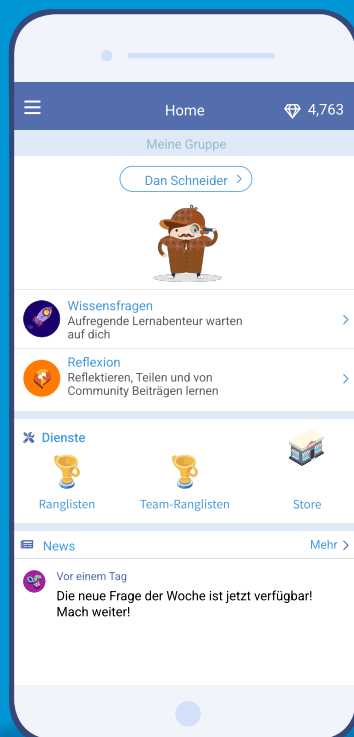 Home
4,763
Meine Gruppe
Dan Schneider
Wissensfragen
Aufregende Lernabenteur warten
auf dich
Reflexion
Reflektieren, Teilen und von
Community Beiträgen lernen
Dienste
Ranglisten
Team-Ranglisten
Store
News
Mehr
Vor einem Tag
Die neue Frage der Woche ist jetzt verfügbar!
Mach weiter!